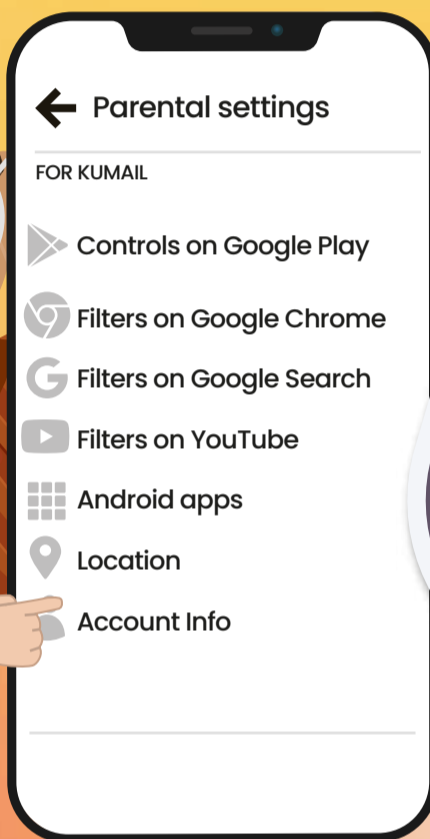 Parental settings
FOR KUMAIL
Controls on Google Play
Filters on Google Chrome
Filters on Google Search
Filters on YouTube
Android apps
Location
Account Info